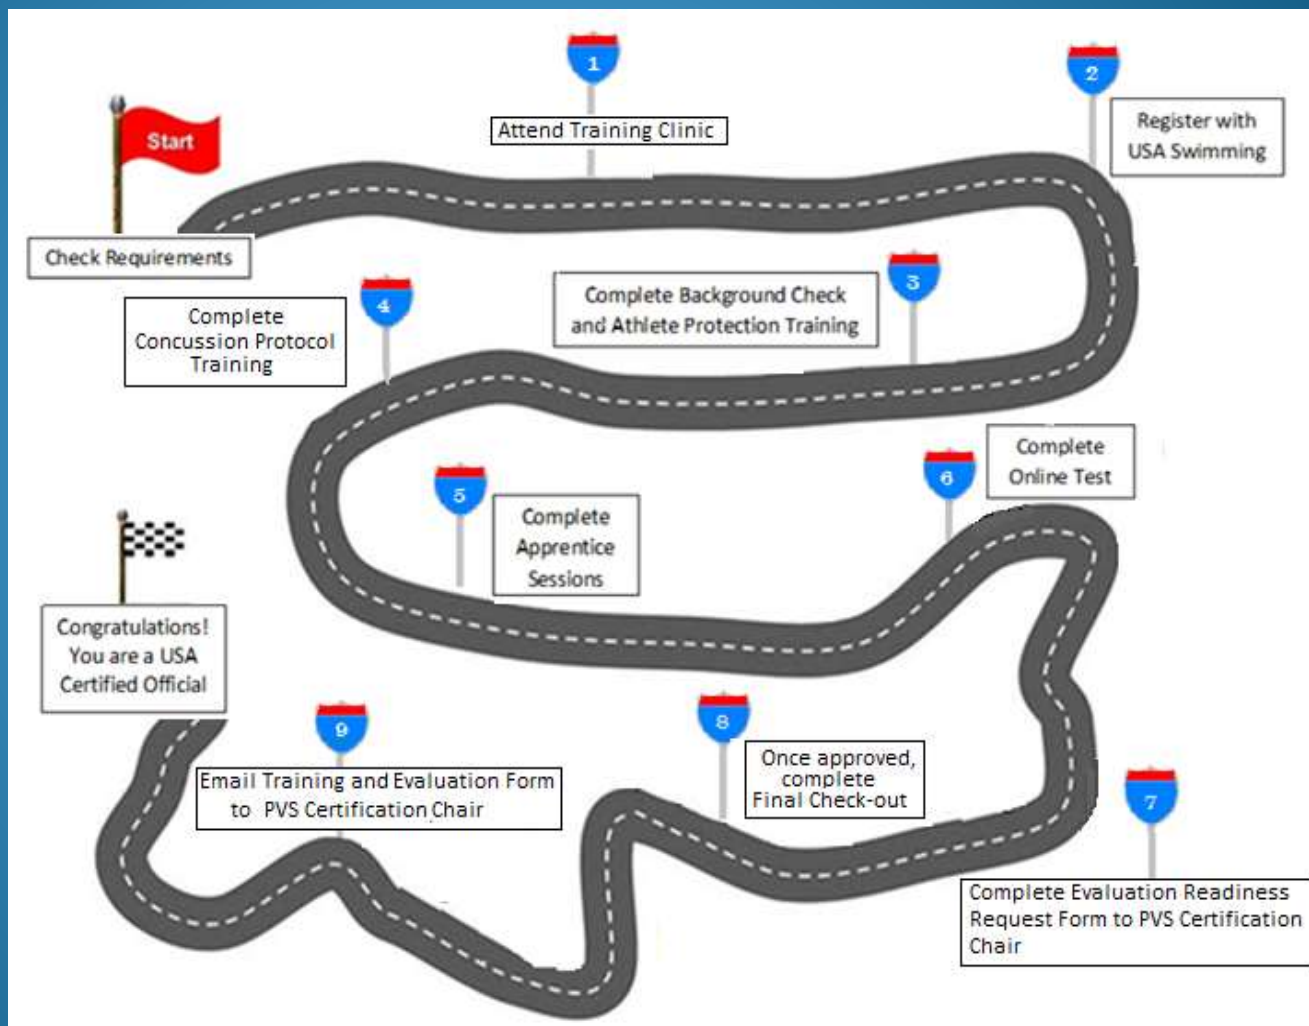 Start
Check Requirements
1
Attend Training Clinic
2
Register with
USA Swimming
3
Complete Background Check
and Athlete Protection Training
4
Complete
Concussion Protocol
Training
5
Complete
Apprentice
Sessions
6
Complete
Online Test
7
Complete Evaluation Readiness
Request Form to PVS Certification
Chair
8
Once approved,
complete
Final Check-out
9
Email Training and Evaluation Form
to PVS Certification Chair
Congratulations!
You are a USA
Certified Official